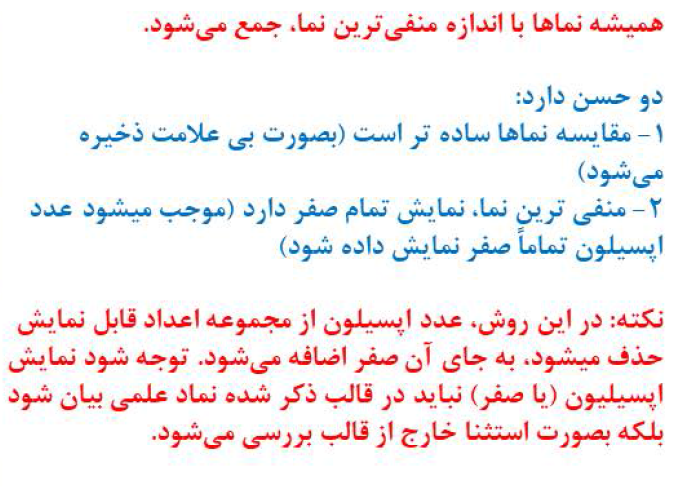 همیشه نماها با اندازه منفی‌ترین نما، جمع می‌شود.
دو حسن دارد:
۱- مقایسه نماها ساده تر است (بصورت بی علامت ذخیره
می‌شود)
۲- منفی ترین نما، نمایش تمام صفر دارد (موجب میشود عدد
اپسیلون تماماً صفر نمایش داده شود)
نکته: در این روش، عدد اپسیلون از مجموعه اعداد قابل نمایش
حذف میشود، به جای آن صفر اضافه می‌شود. توجه شود نمایش
اپسیلیون (یا صفر) نباید در قالب ذکر شده نماد علمی بیان شود
بلکه بصورت استثنا خارج از قالب بررسی می‌شود.